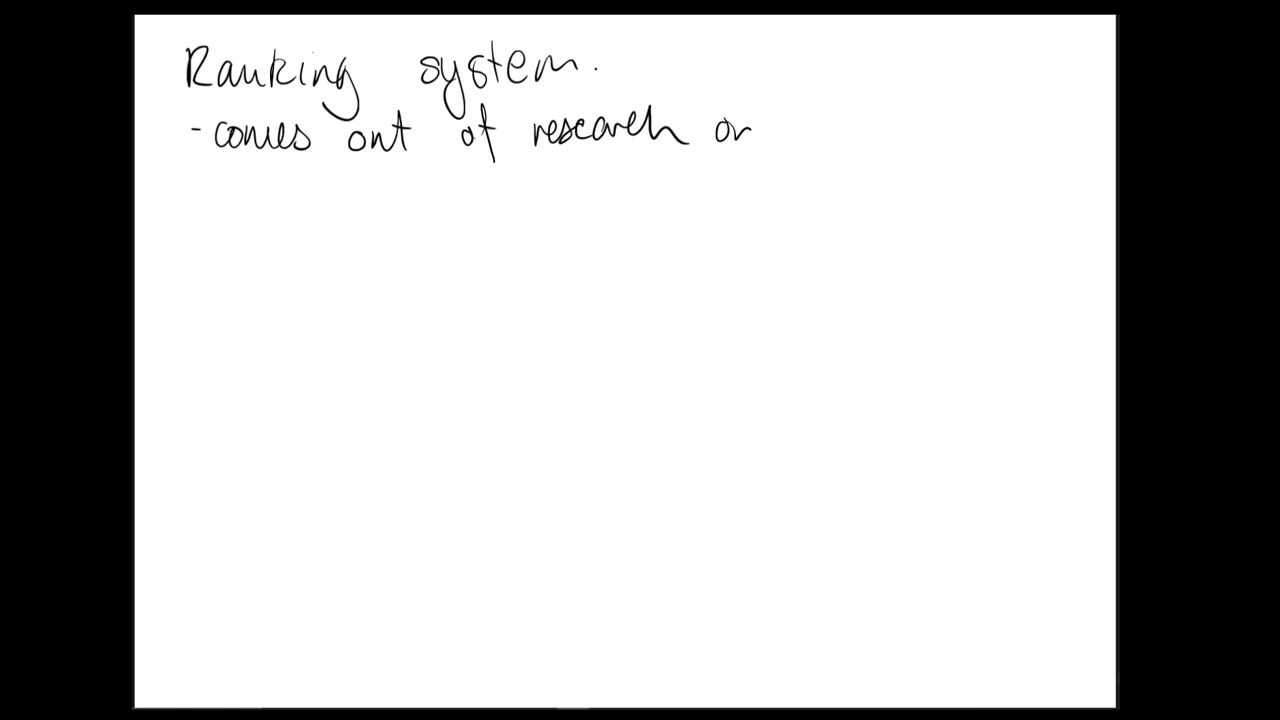 Ranking system.
- comes out of research or